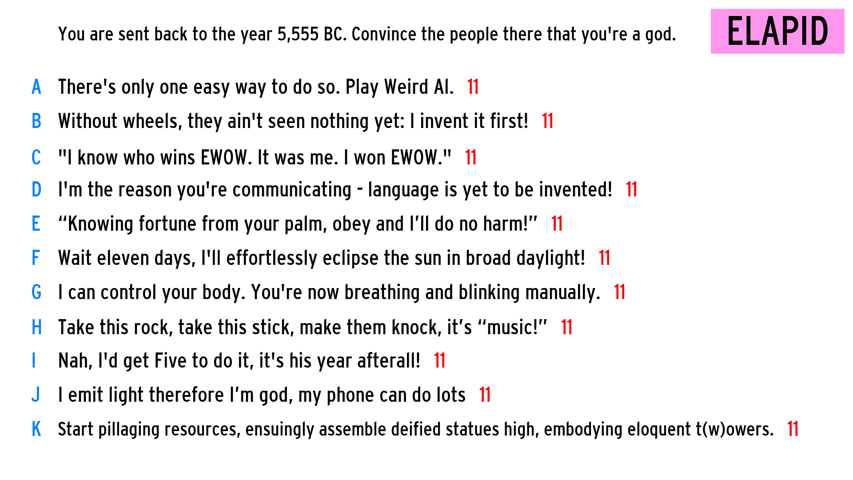 You are sent back to the year 5,555 BC. Convince the people there that you're a god.
ELAPID
A There's only one easy way to do so. Play Weird Al. 11
B Without wheels, they ain't seen nothing yet: I invent it first! 11
C "I know who wins EWOW. It was me. I won EWOW." 11
D I'm the reason you're communicating - language is yet to be invented! 11
E “Knowing fortune from your palm, obey and I’ll do no harm!” 11
F Wait eleven days, I'll effortlessly eclipse the sun in broad daylight! 11
G I can control your body. You're now breathing and blinking manually. 11
H Take this rock, take this stick, make them knock, it’s “music!” 11
I Nah, I'd get Five to do it, it's his year afterall! 11
J I emit light therefore I’m god, my phone can do lots 11
K Start pillaging resources, ensuingly assemble deified statues high, embodying eloquent t(w)owers. 11